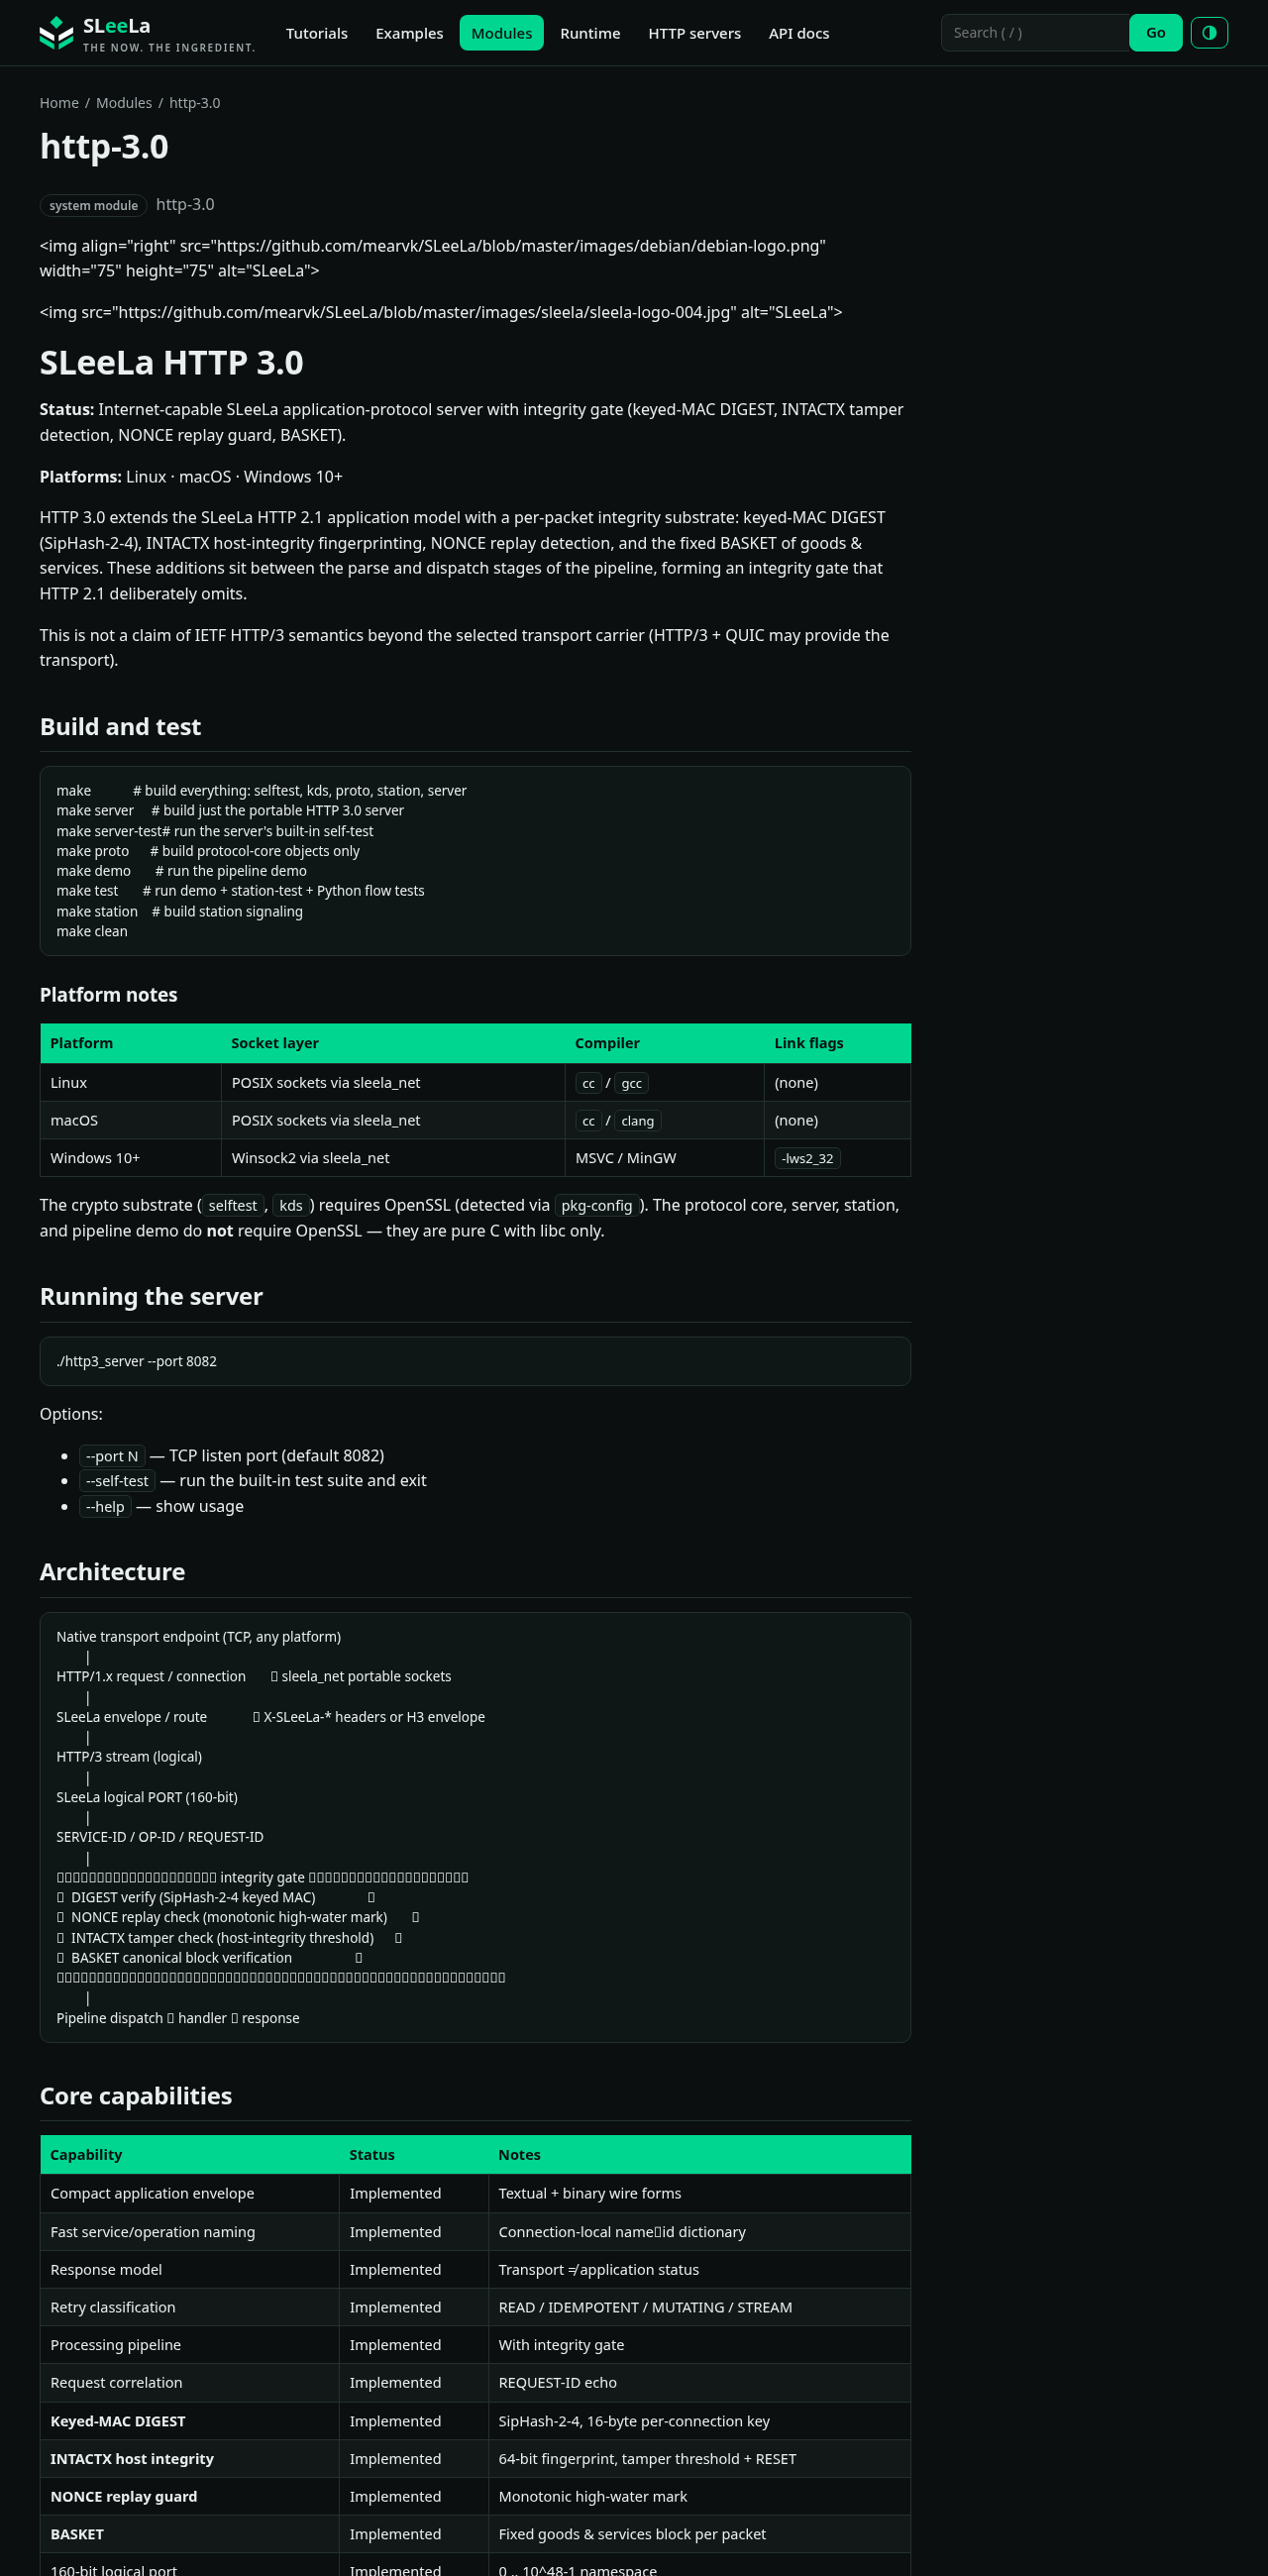 SLeeLa
THE NOW. THE INGREDIENT.
Tutorials
Examples
Modules
Runtime
HTTP servers
API docs
Search ( / )
Go
Home / Modules / http-3.0
http-3.0
system module http-3.0
<img align="right" src="https://github.com/mearvk/SLeeLa/blob/master/images/debian/debian-logo.png"
width="75" height="75" alt="SLeeLa">
<img src="https://github.com/mearvk/SLeeLa/blob/master/images/sleela/sleela-logo-004.jpg" alt="SLeeLa">
SLeeLa HTTP 3.0
Status: Internet-capable SLeeLa application-protocol server with integrity gate (keyed-MAC DIGEST, INTACTX tamper
detection, NONCE replay guard, BASKET).
Platforms: Linux · macOS · Windows 10+
HTTP 3.0 extends the SLeeLa HTTP 2.1 application model with a per-packet integrity substrate: keyed-MAC DIGEST
(SipHash-2-4), INTACTX host-integrity fingerprinting, NONCE replay detection, and the fixed BASKET of goods &
services. These additions sit between the parse and dispatch stages of the pipeline, forming an integrity gate that
HTTP 2.1 deliberately omits.
This is not a claim of IETF HTTP/3 semantics beyond the selected transport carrier (HTTP/3 + QUIC may provide the
transport).
Build and test
make # build everything: selftest, kds, proto, station, server
make server # build just the portable HTTP 3.0 server
make server-test# run the server's built-in self-test
make proto # build protocol-core objects only
make demo # run the pipeline demo
make test # run demo + station-test + Python flow tests
make station # build station signaling
make clean
Platform notes
Platform Socket layer Compiler Link flags
Linux POSIX sockets via sleela_net cc / gcc (none)
macOS POSIX sockets via sleela_net cc / clang (none)
Windows 10+ Winsock2 via sleela_net MSVC / MinGW -lws2_32
The crypto substrate (selftest, kds) requires OpenSSL (detected via pkg-config). The protocol core, server, station,
and pipeline demo do not require OpenSSL — they are pure C with libc only.
Running the server
./http3_server --port 8082
Options:
• --port N — TCP listen port (default 8082)
• --self-test — run the built-in test suite and exit
• --help — show usage
Architecture
Native transport endpoint (TCP, any platform)
|
HTTP/1.x request / connection sleela_net portable sockets
|
SLeeLa envelope / route X-SLeeLa-* headers or H3 envelope
|
HTTP/3 stream (logical)
|
SLeeLa logical PORT (160-bit)
|
SERVICE-ID / OP-ID / REQUEST-ID
|
integrity gate
DIGEST verify (SipHash-2-4 keyed MAC)
NONCE replay check (monotonic high-water mark)
INTACTX tamper check (host-integrity threshold)
BASKET canonical block verification
|
Pipeline dispatch handler response
Core capabilities
Capability Status Notes
Compact application envelope Implemented Textual + binary wire forms
Fast service/operation naming Implemented Connection-local name id dictionary
Response model Implemented Transport ≠ application status
Retry classification Implemented READ / IDEMPOTENT / MUTATING / STREAM
Processing pipeline Implemented With integrity gate
Request correlation Implemented REQUEST-ID echo
Keyed-MAC DIGEST Implemented SipHash-2-4, 16-byte per-connection key
INTACTX host integrity Implemented 64-bit fingerprint, tamper threshold + RESET
NONCE replay guard Implemented Monotonic high-water mark
BASKET Implemented Fixed goods & services block per packet
160-bit logical port Implemented 0 .. 10^48-1 namespace